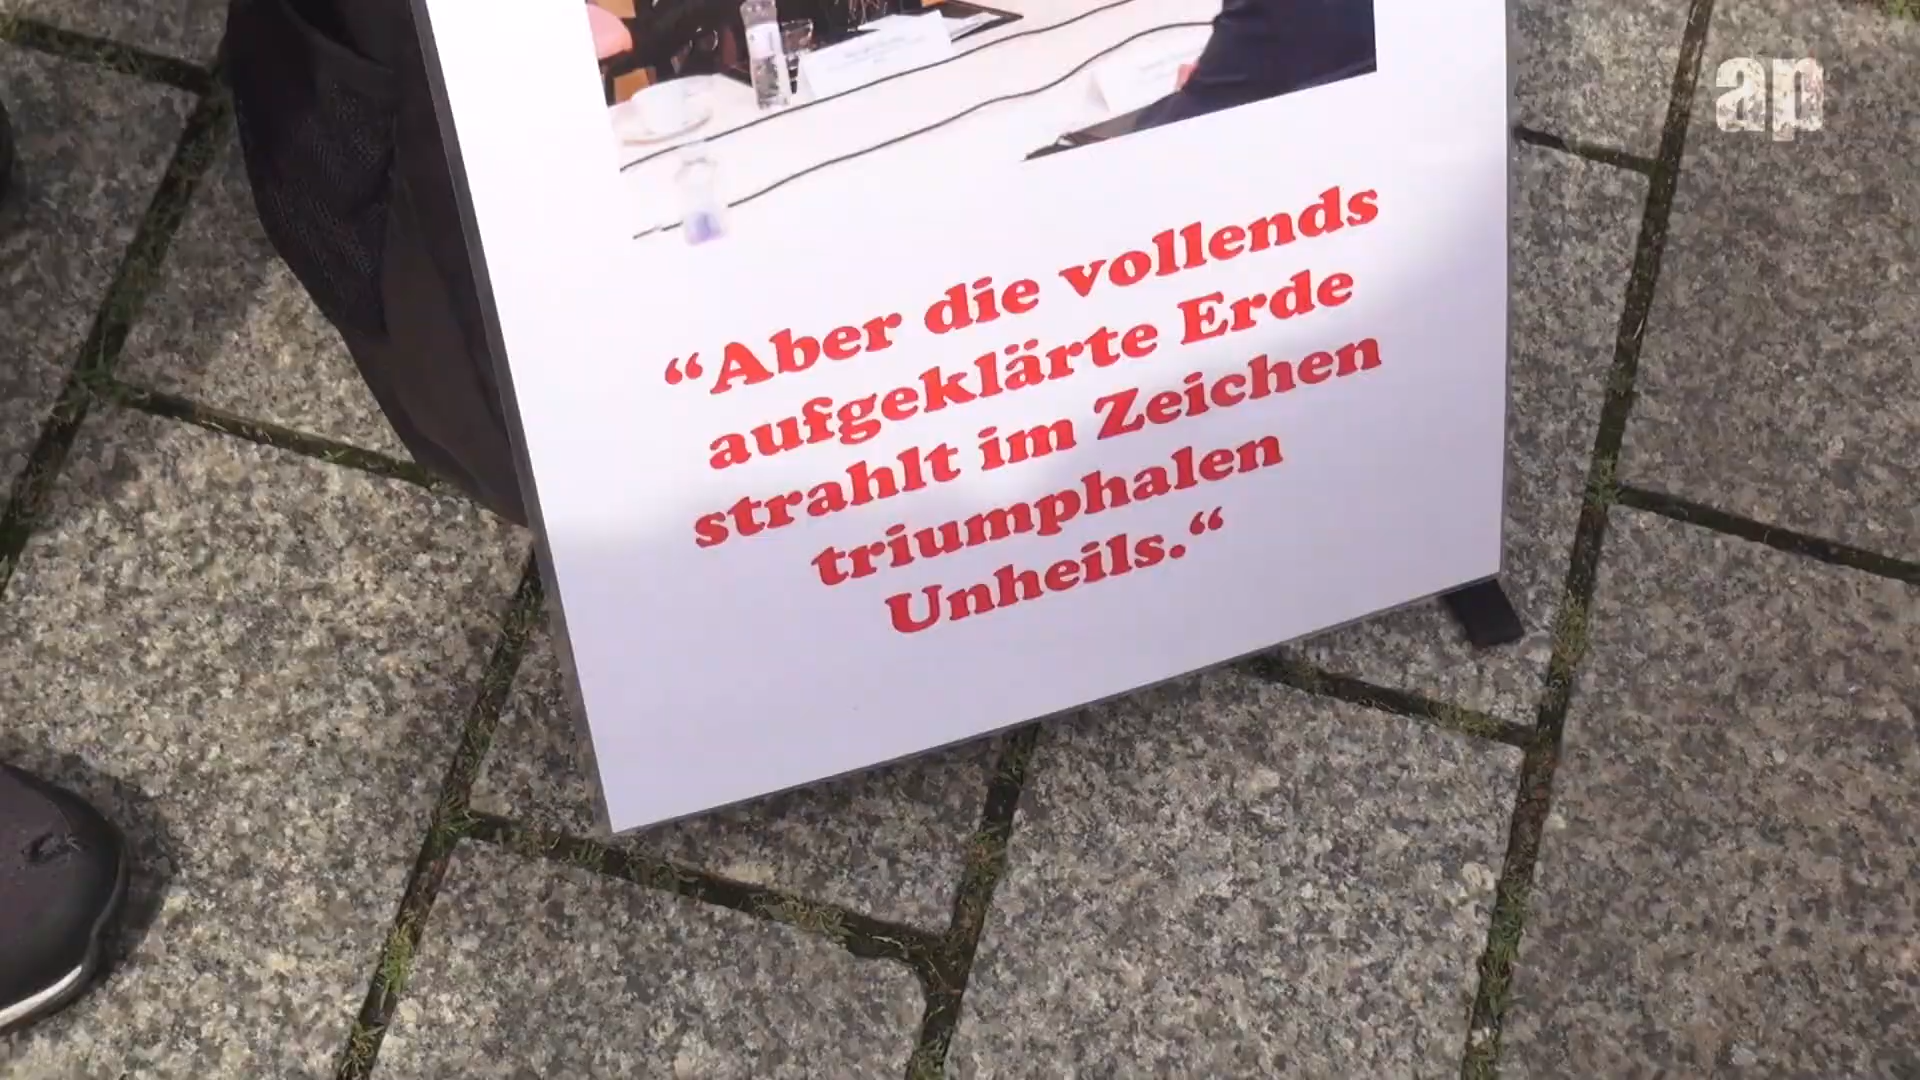 ap
“Aber die vollends
aufgeklärte Erde
strahlt im Zeichen
triumphalen
Unheils.“